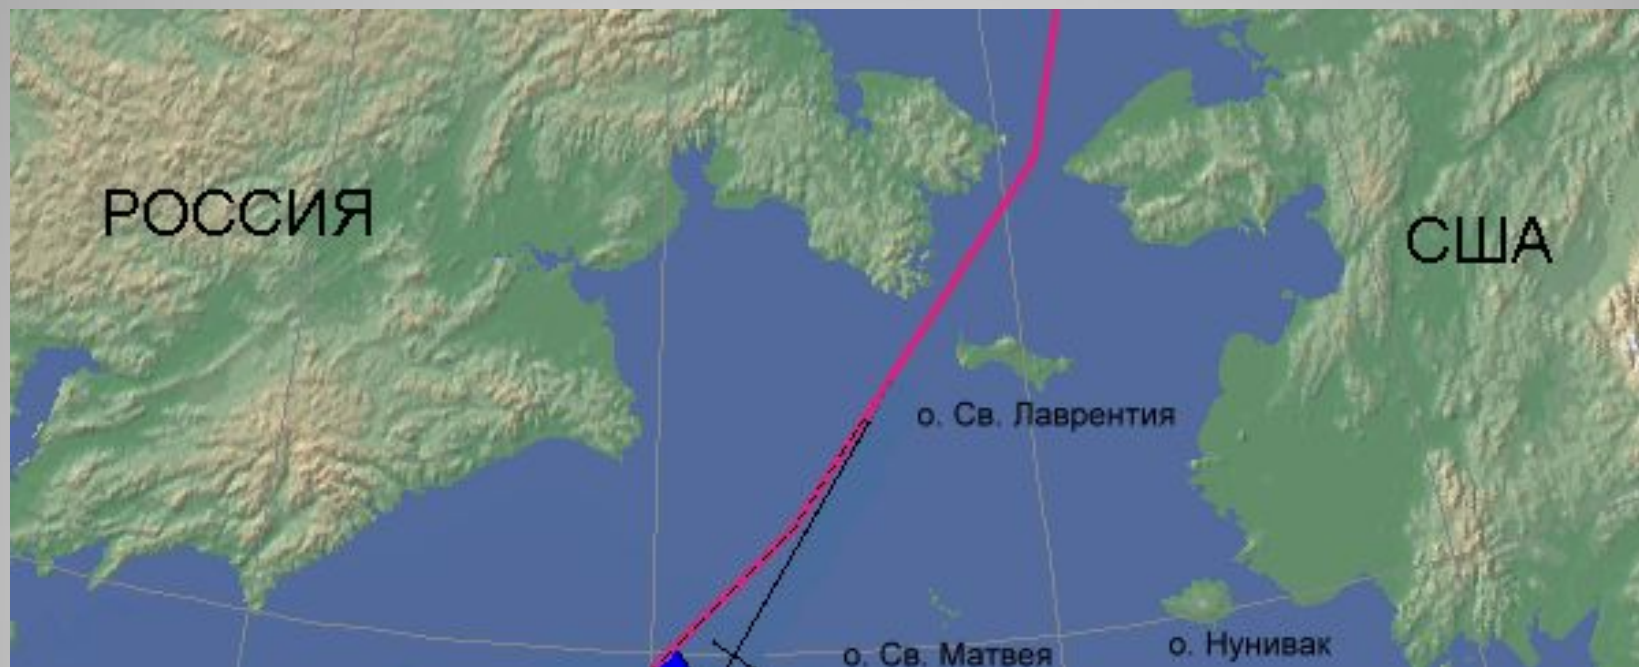 РОССИЯ
США
о. Св. Лаврентия
о. Св. Матвея
о. Нунивак